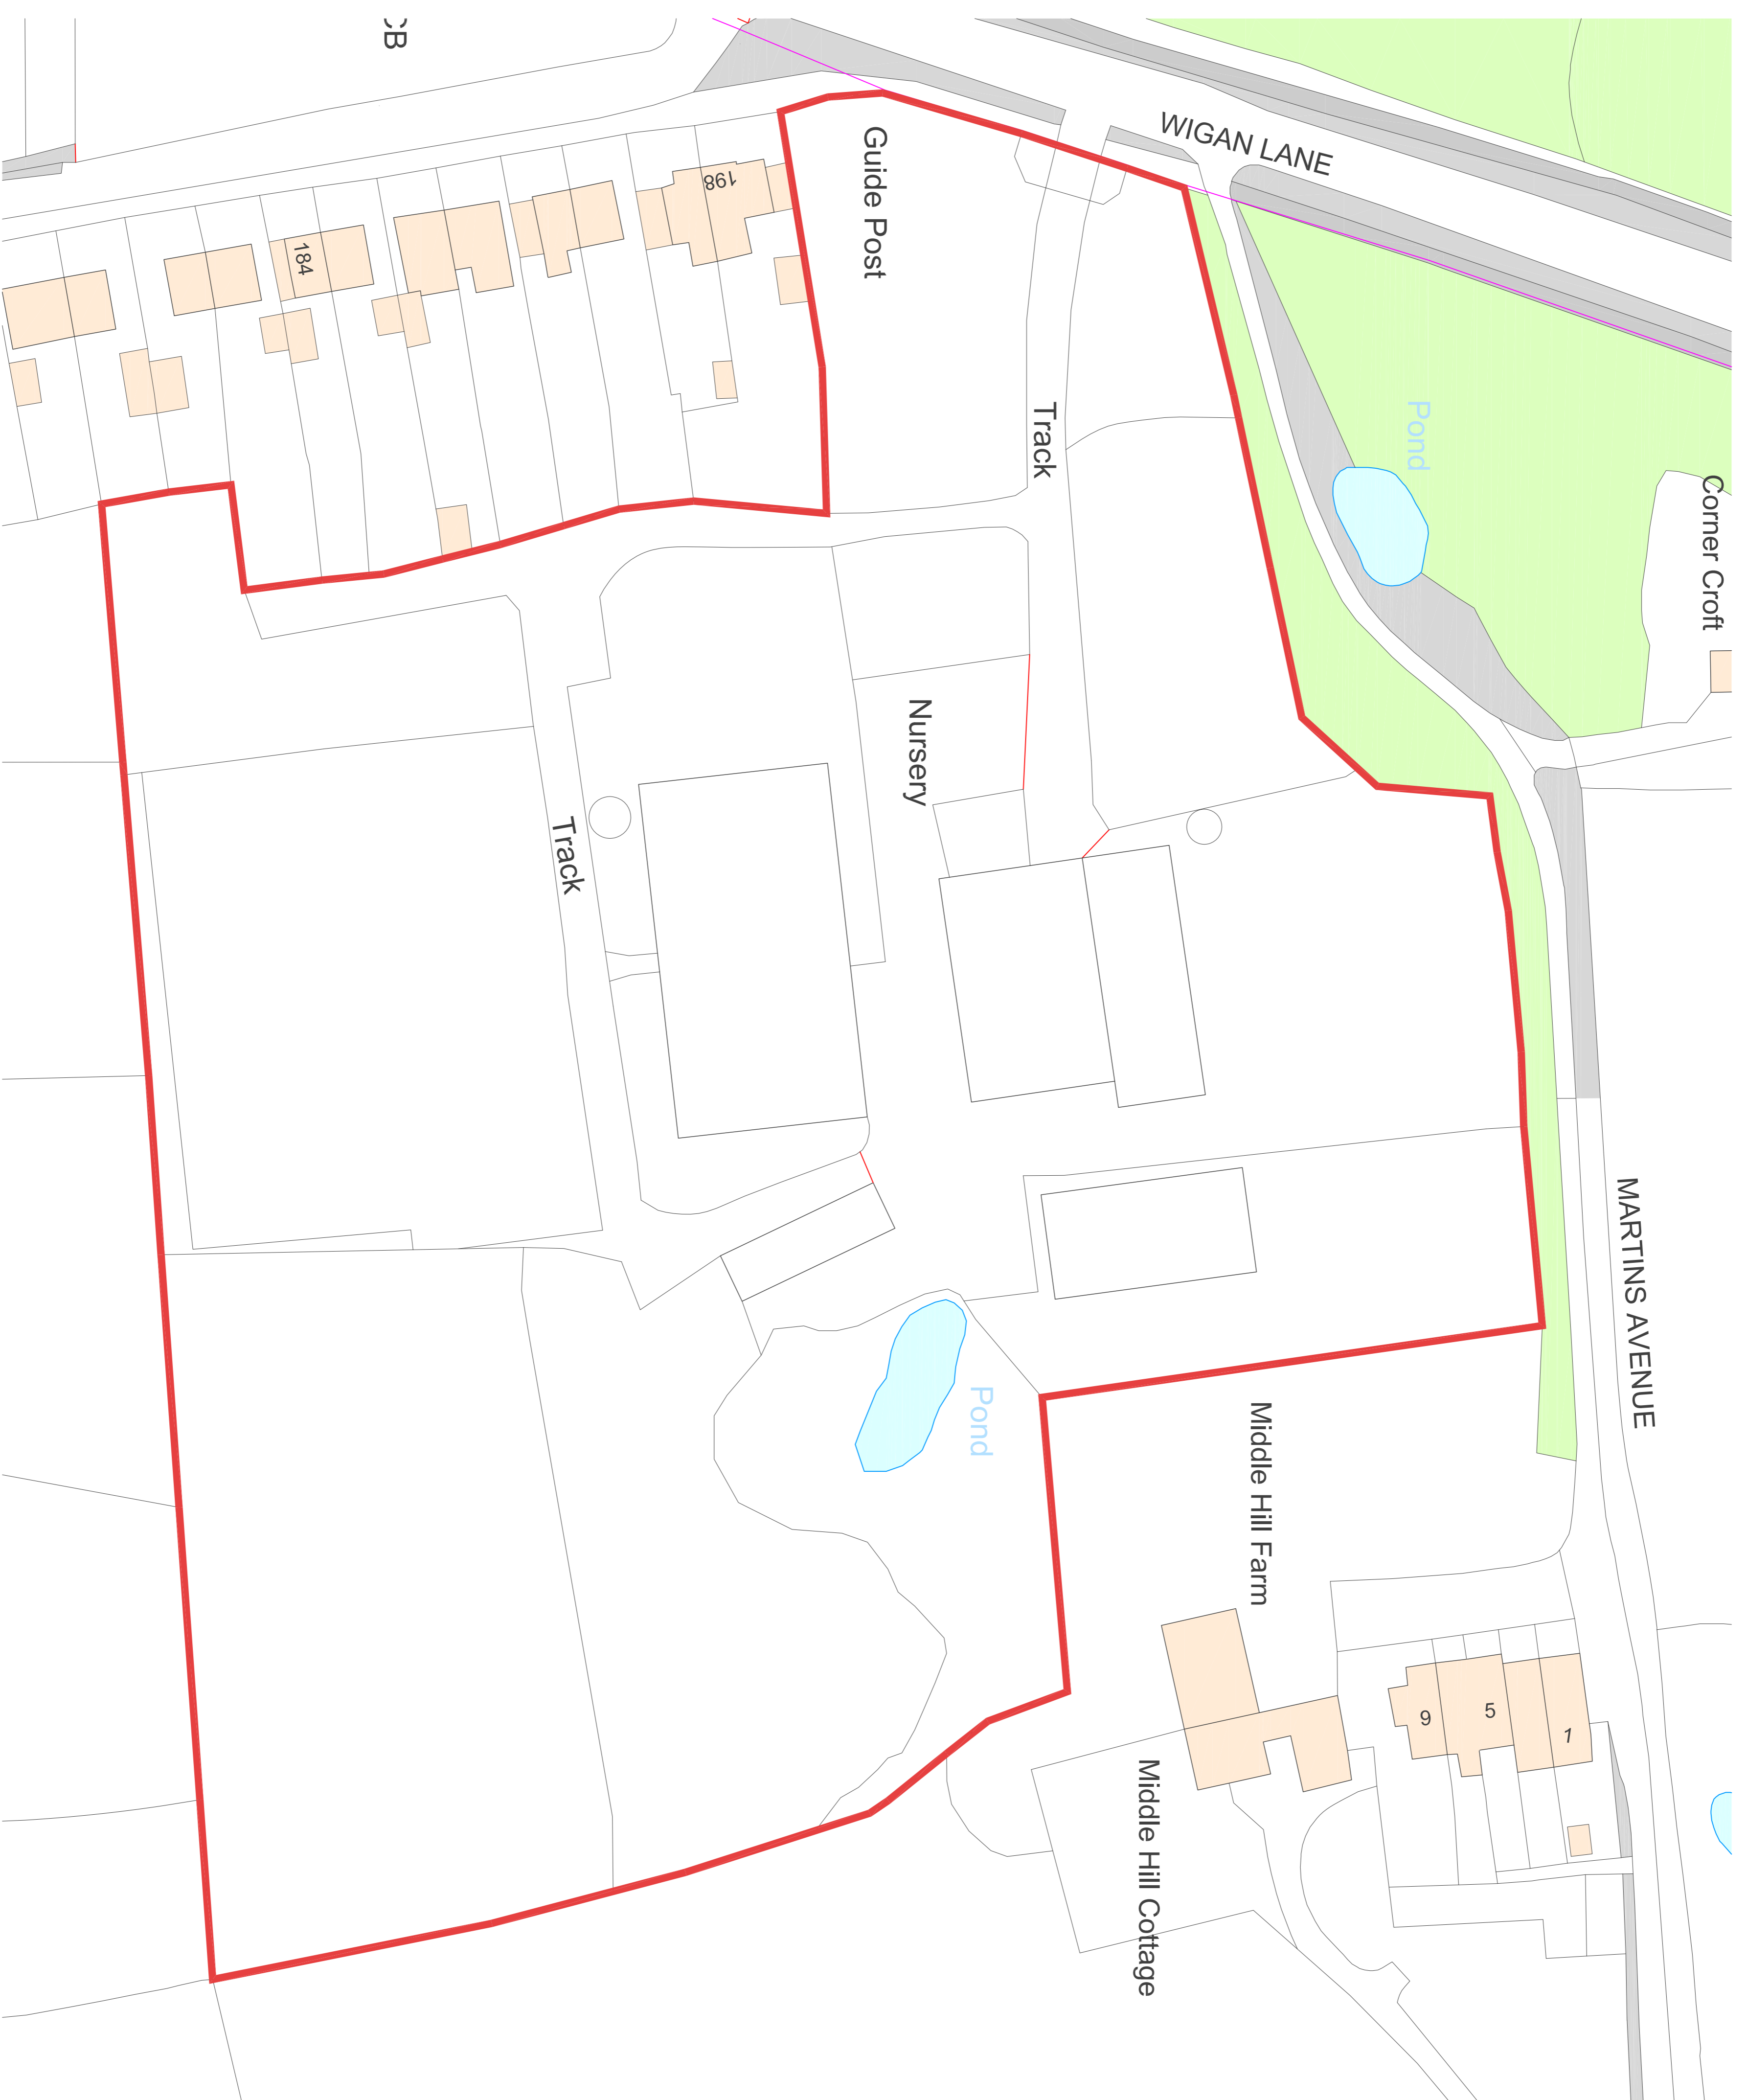 CB
WIGAN LANE
Guide Post
198
184
Track
Pond
Corner Croft
Nursery
Track
MARTINS AVENUE
Pond
Middle Hill Farm
9
5
1
Middle Hill Cottage